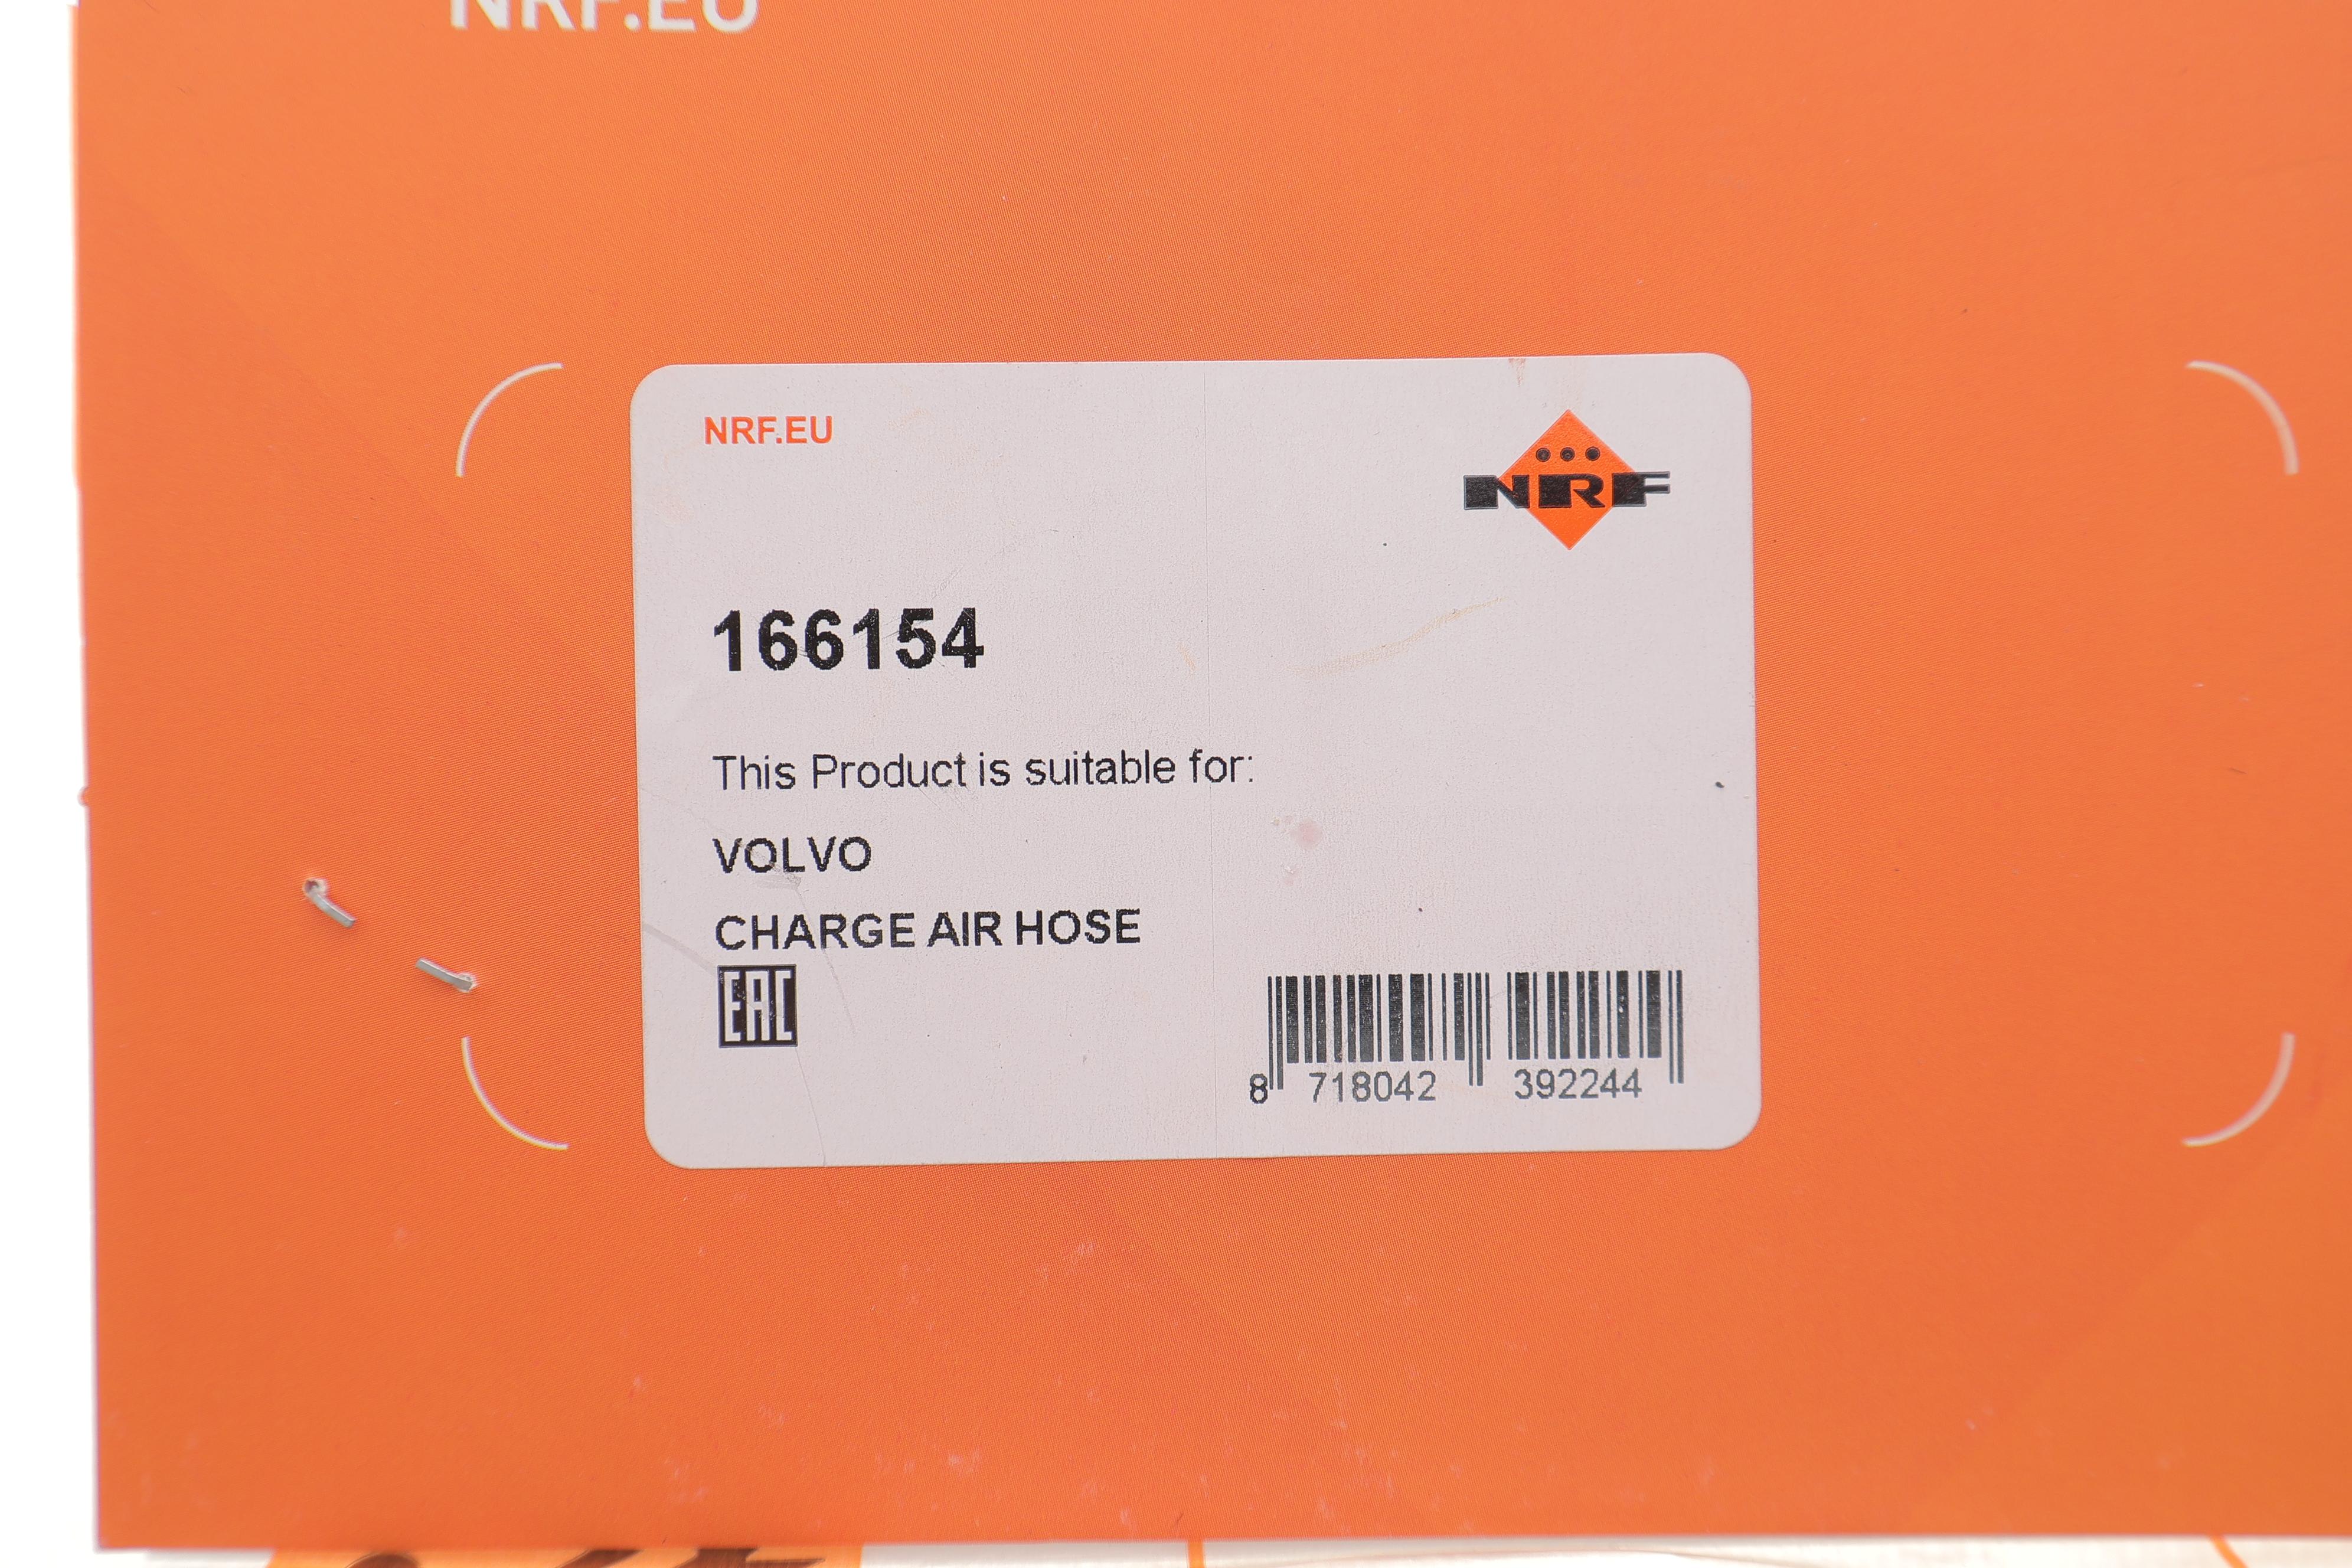 NRF.EU
NRF.EU
NRF
166154
This Product is suitable for:
VOLVO
CHARGE AIR HOSE
EAC
8 718042 392244